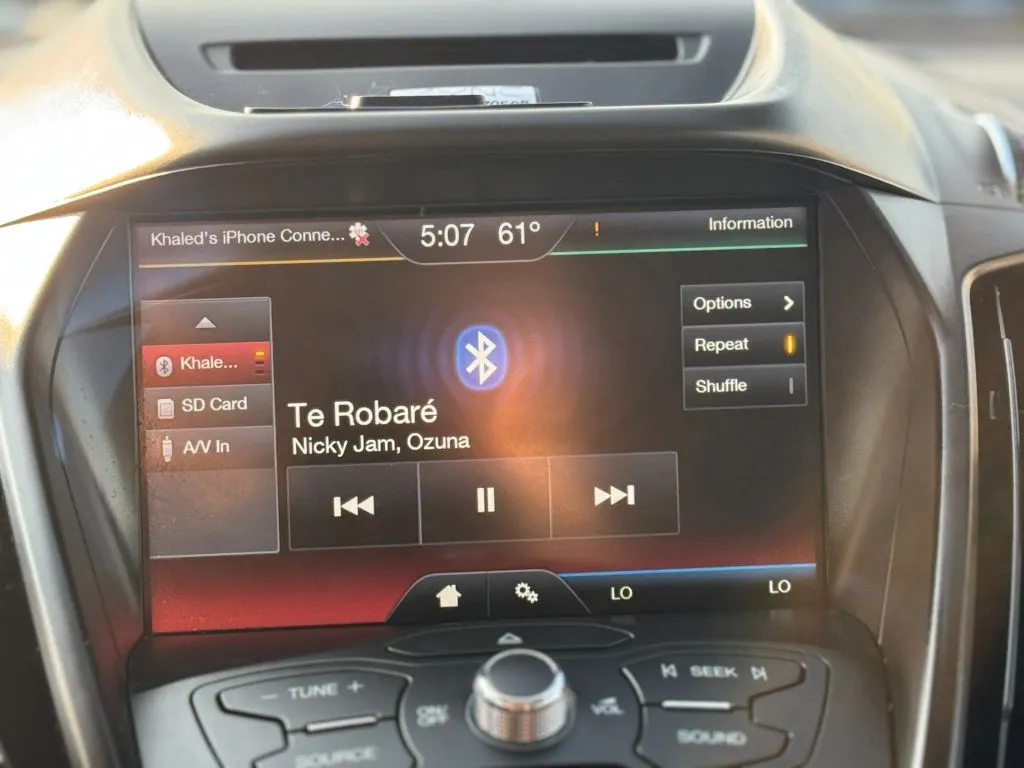 Khaled's iPhone Conne...
5:07 61°
Information
Options
Repeat
Shuffle
Khale...
SD Card
A/V In
Te Robaré
Nicky Jam, Ozuna
LO
LO
– TUNE +
SEEK
ON/
OFF
VOL
SOURCE
SOUND